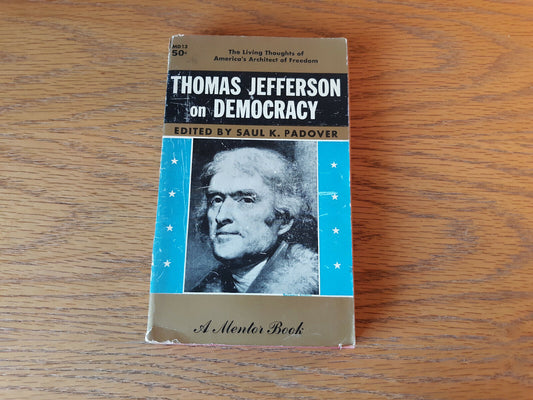 MD13
50¢
The Living Thoughts of
America's Architect of Freedom
THOMAS JEFFERSON
on DEMOCRACY
EDITED BY SAUL K. PADOVER
A Mentor Book